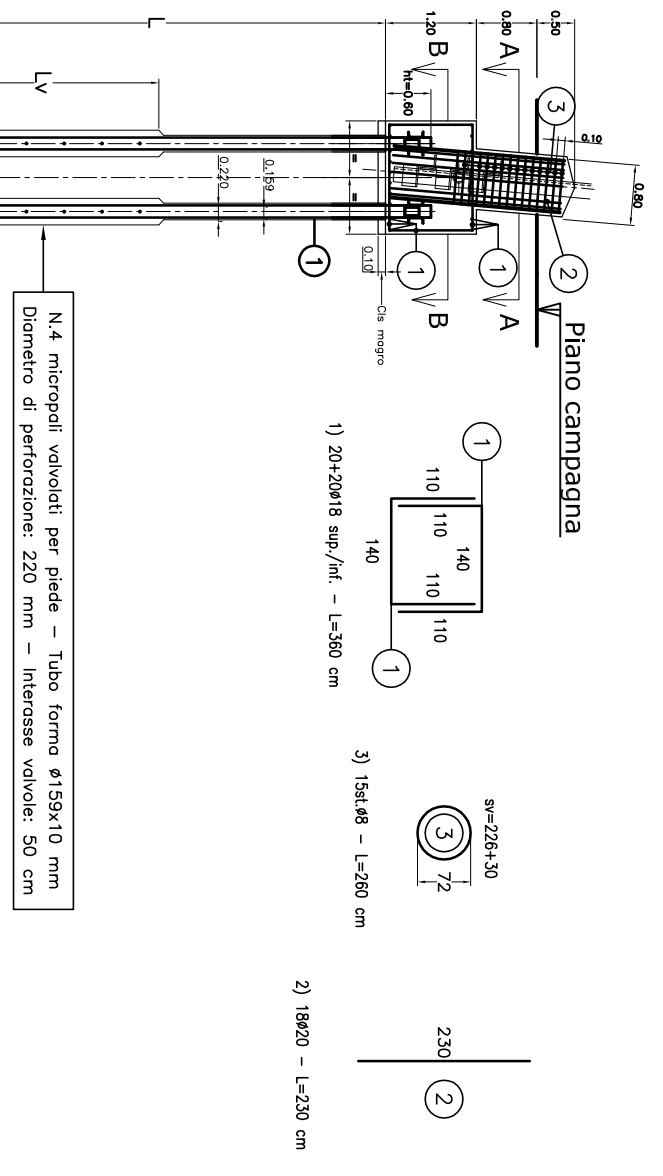 0.50
0.80
1.20
L
Lv
A
B
ht=0.60
3
0.10
0.80
2
=
=
0.159
0.220
1
1
1
0.10
Cls magro
A
B
Piano campagna
N.4 micropali valvolati per piede – Tubo forma ø159x10 mm
Diametro di perforazione: 220 mm – Interasse valvole: 50 cm
1
110
110
140
140
110
110
1
1) 20+20ø18 sup./inf. – L=360 cm
sv=226+30
3
72
3) 15st.ø8 – L=260 cm
230
2
2) 18ø20 – L=230 cm